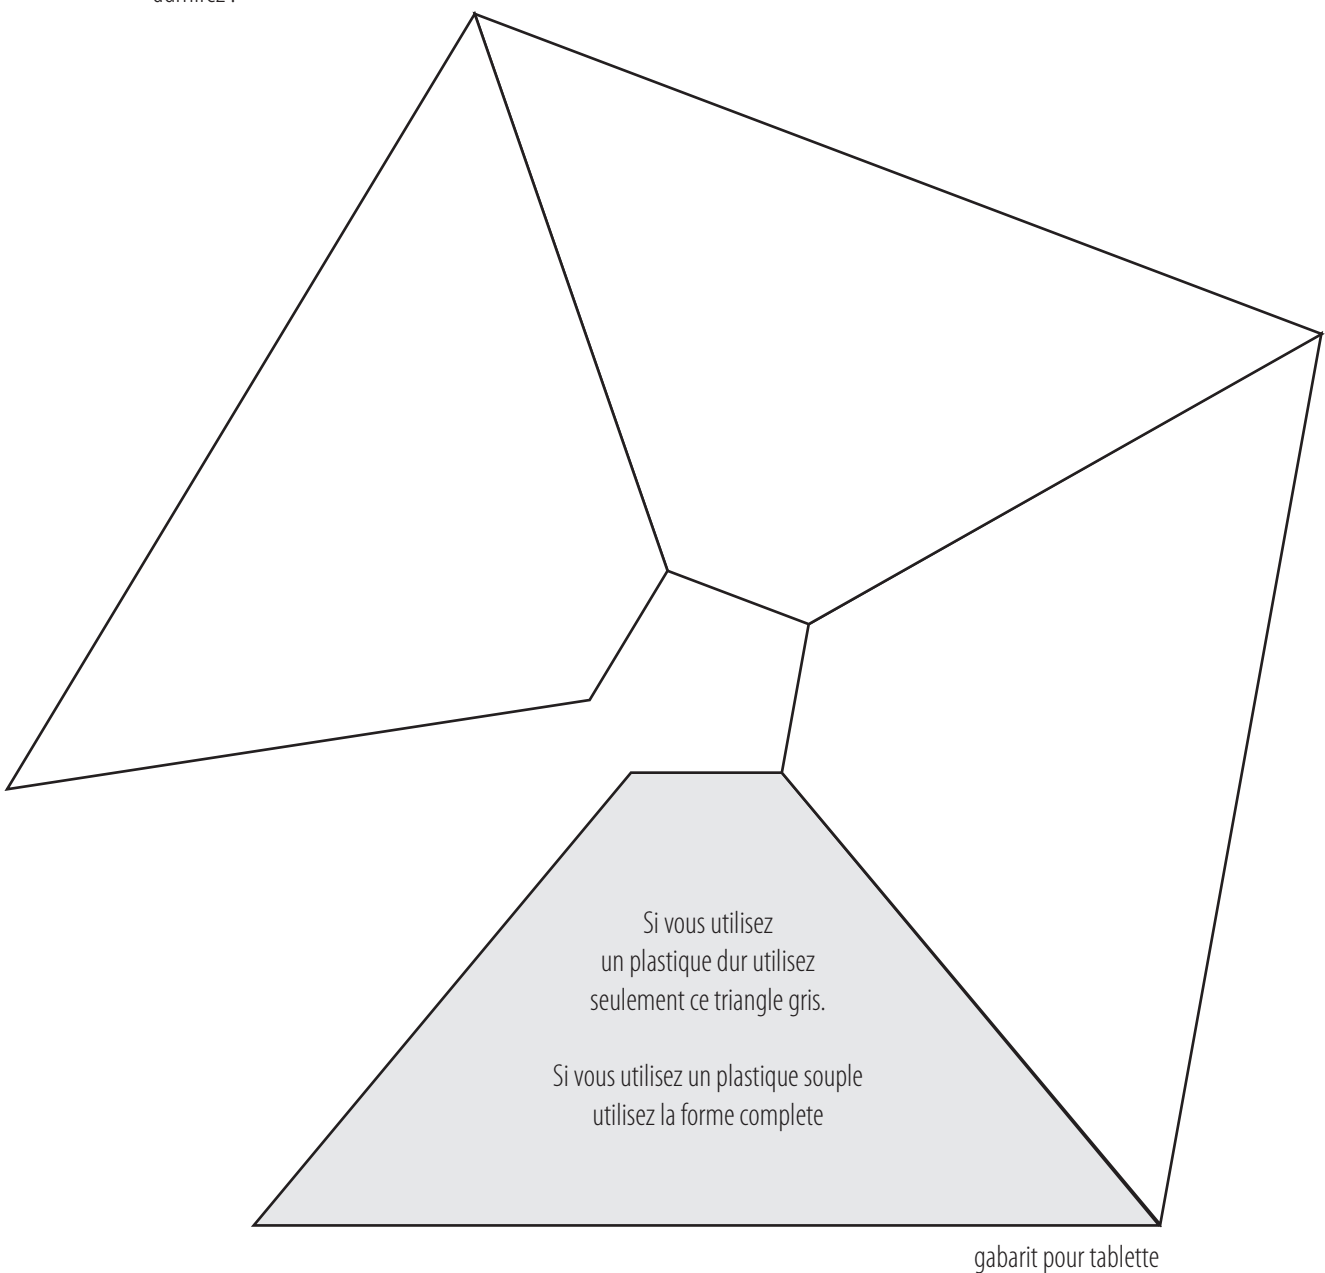 Si vous utilisez
un plastique dur utilisez
seulement ce triangle gris.
Si vous utilisez un plastique souple
utilisez la forme complete
gabarit pour tablette